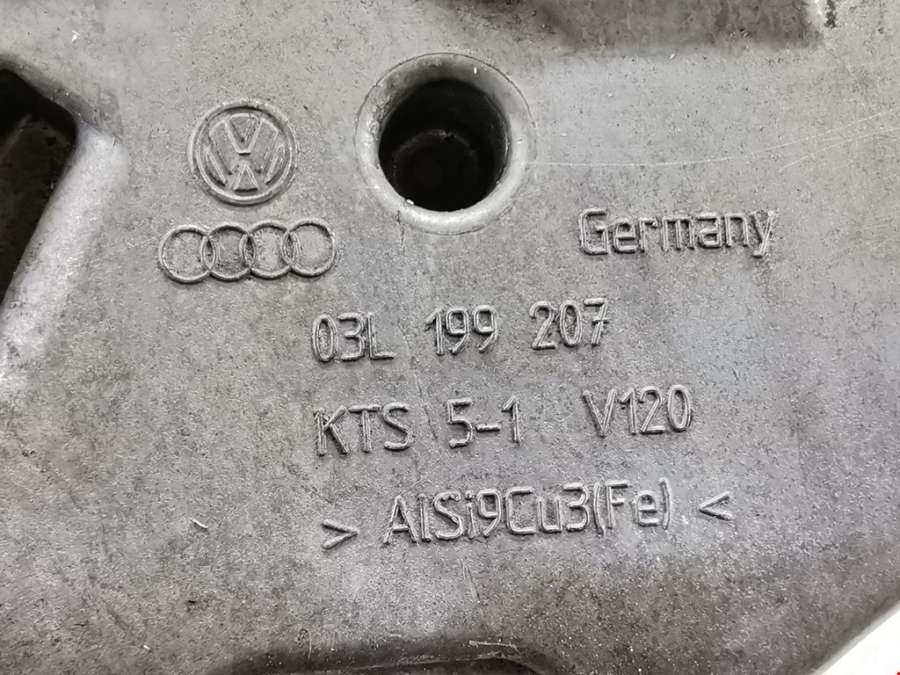 Germany
03L 199 207
KTS 5-1 V120
> AlSi9Cu3(Fe) <